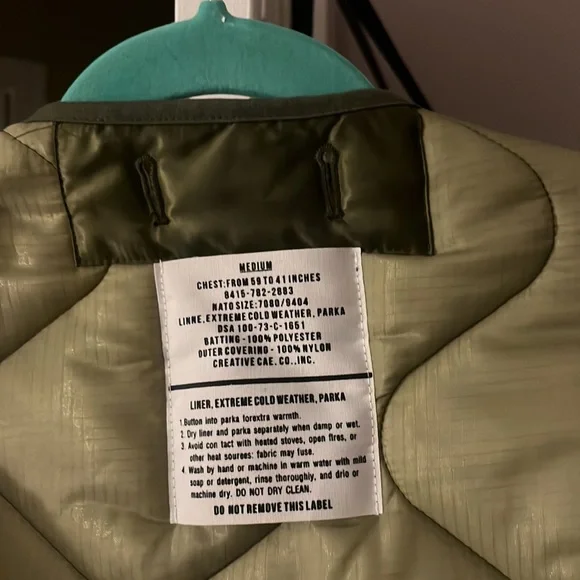 MEDIUM
CHEST: FROM 59 TO 41 INCHES
8415-782-2883
NATO SIZE: 7080/9404
LINNE, EXTREME COLD WEATHER, PARKA
DSA 100-73-C-1651
BATTING - 100% POLYESTER
OUTER COVERING - 100% NYLON
CREATIVE CAE. CO., INC.
LINER, EXTREME COLD WEATHER, PARKA
1. Button into parka forextra warmth.
2. Dry liner and parka separately when damp or wet.
3. Avoid con tact with heated stoves, open fires, or
other heat sources: fabric may fuse.
4 Wash by hand or machine in warm water with mild
soap or detergent, rinse thoroughly, and drie or
machine dry. DO NOT DRY CLEAN.
DO NOT REMOVE THIS LABEL